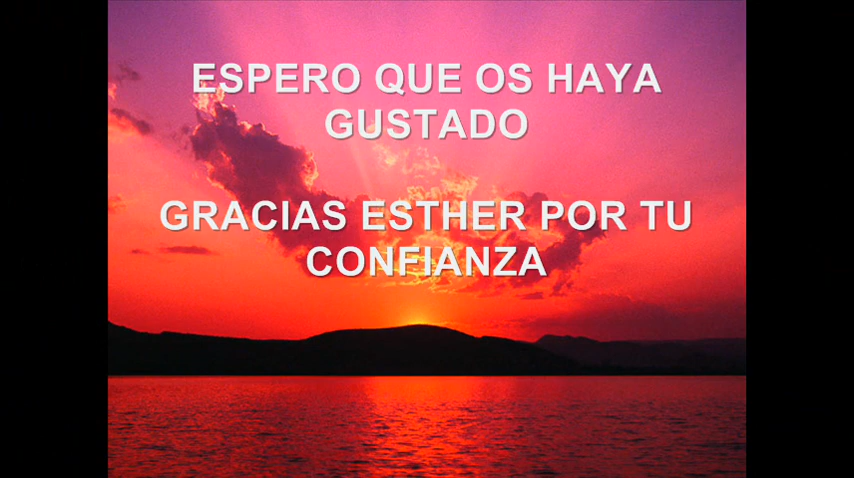 ESPERO QUE OS HAYA
GUSTADO
GRACIAS ESTHER POR TU
CONFIANZA